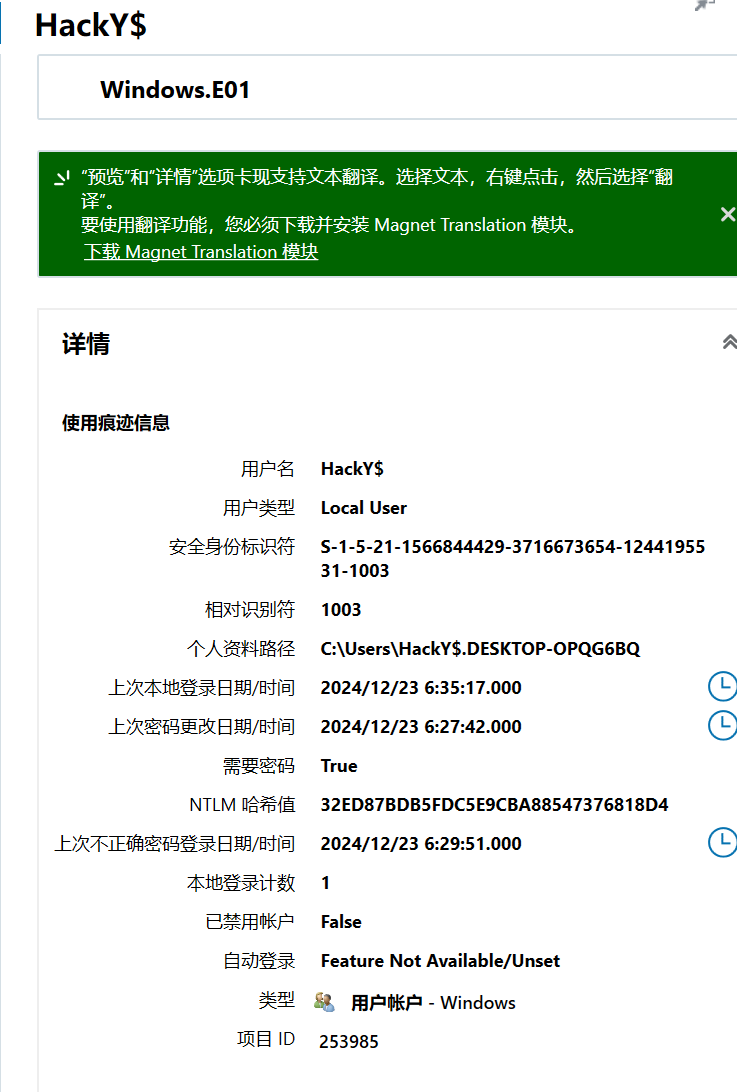 HackY$
Windows.E01
"预览"和"详情"选项卡现支持文本翻译。选择文本，右键点击，然后选择"翻
译"。
要使用翻译功能，您必须下载并安装 Magnet Translation 模块。
下载 Magnet Translation 模块
详情
使用痕迹信息
用户名 HackY$
用户类型 Local User
安全身份标识符 S-1-5-21-1566844429-3716673654-12441955
31-1003
相对识别符 1003
个人资料路径 C:\Users\HackY$.DESKTOP-OPQG6BQ
上次本地登录日期/时间 2024/12/23 6:35:17.000
上次密码更改日期/时间 2024/12/23 6:27:42.000
需要密码 True
NTLM 哈希值 32ED87BDB5FDC5E9CBA88547376818D4
上次不正确密码登录日期/时间 2024/12/23 6:29:51.000
本地登录计数 1
已禁用帐户 False
自动登录 Feature Not Available/Unset
类型 用户帐户 - Windows
项目 ID 253985